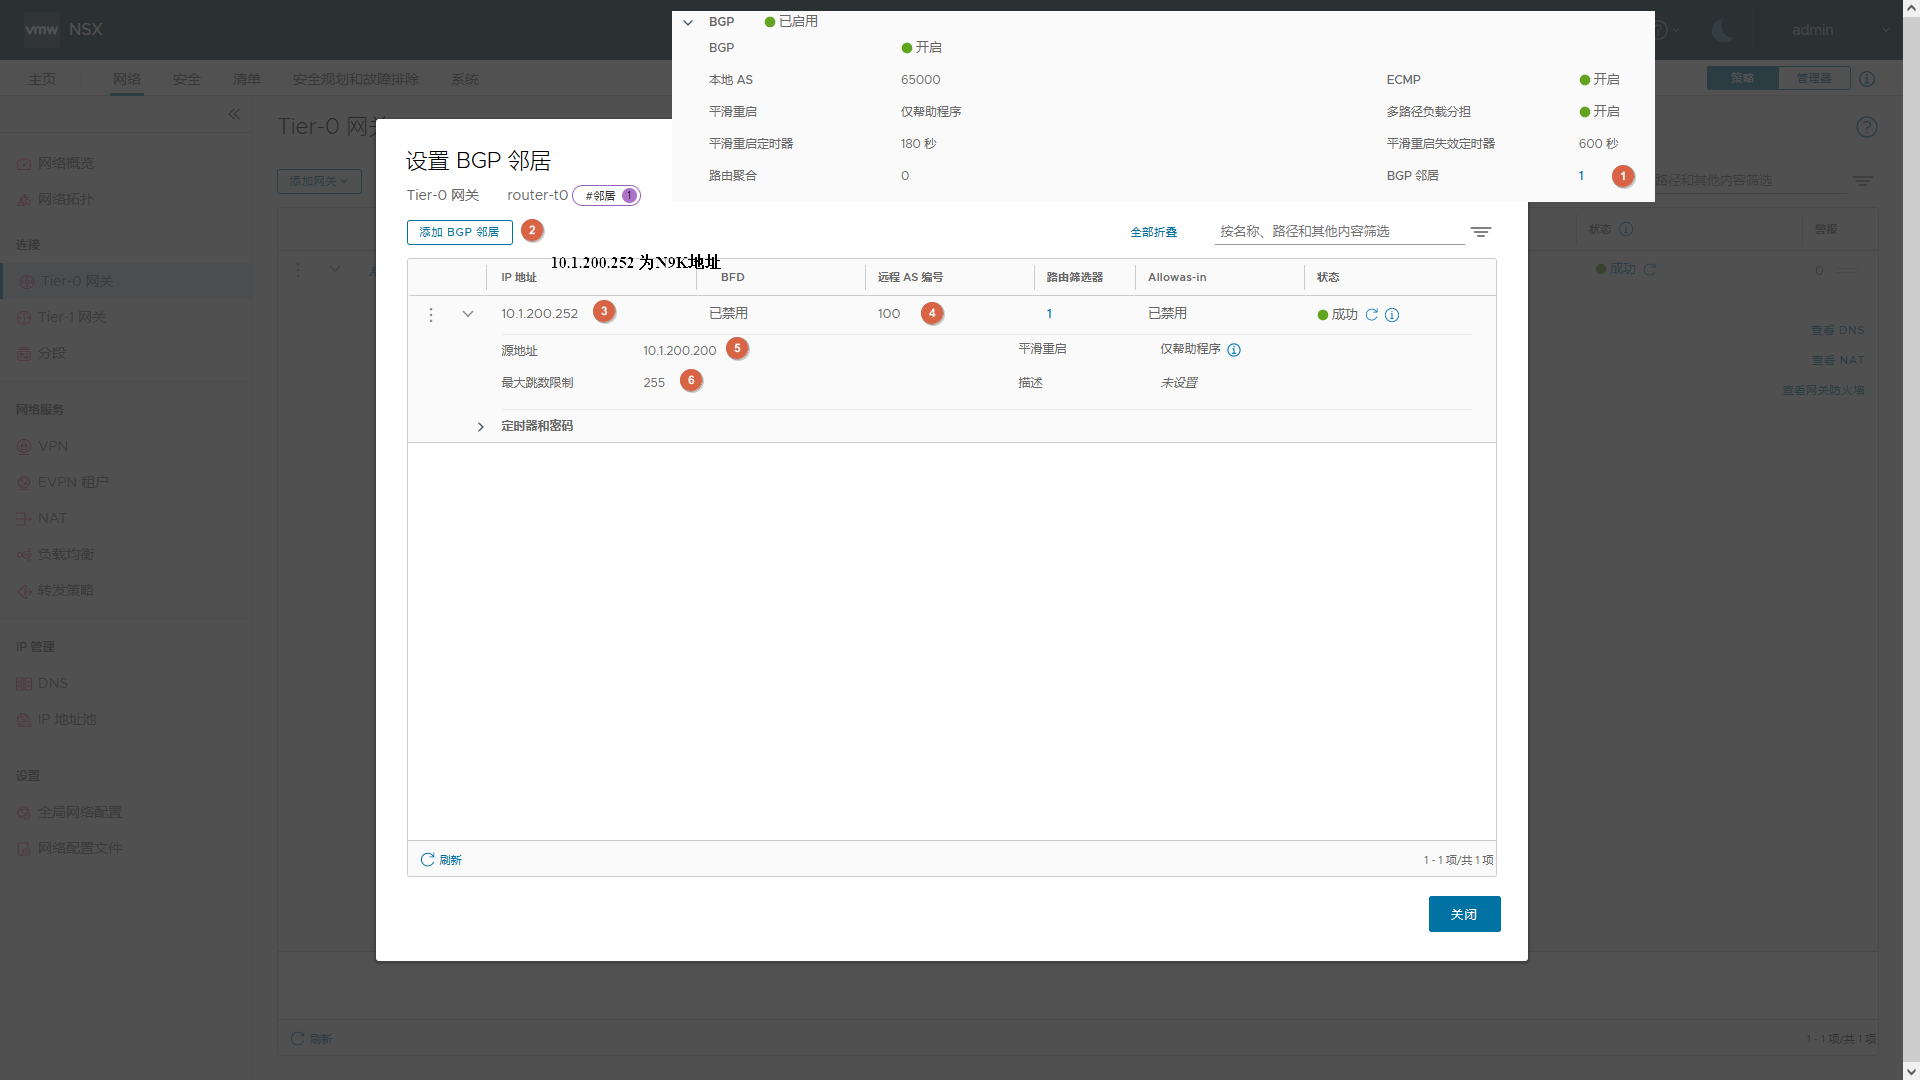 vmw NSX
admin
主页 网络 安全 清单 安全规划和故障排除 系统
策略 管理器
BGP 已启用
BGP 开启
本地 AS 65000 ECMP 开启
平滑重启 仅帮助程序 多路径负载分担 开启
平滑重启定时器 180 秒 平滑重启失效定时器 600 秒
路由聚合 0 BGP 邻居 1 1
Tier-0 网关
添加网关
路径和其他内容筛选
网络概览
网络拓扑
连接
Tier-0 网关
Tier-1 网关
分段
网络服务
VPN
EVPN 租户
NAT
负载均衡
转发策略
IP 管理
DNS
IP 地址池
设置
全局网络配置
网络配置文件
设置 BGP 邻居
Tier-0 网关 router-t0 #邻居 1
添加 BGP 邻居 2
全部折叠 按名称、路径和其他内容筛选
10.1.200.252 为N9K地址
IP 地址 BFD 远程 AS 编号 路由筛选器 Allowas-in 状态
10.1.200.252 3 已禁用 100 4 1 已禁用 成功
源地址 10.1.200.200 5 平滑重启 仅帮助程序
最大跳数限制 255 6 描述 未设置
定时器和密码
刷新 1 - 1 项/共 1 项
关闭
状态 警报
成功 0
查看 DNS
查看 NAT
查看网关防火墙
刷新 1 - 1 项/共 1 项